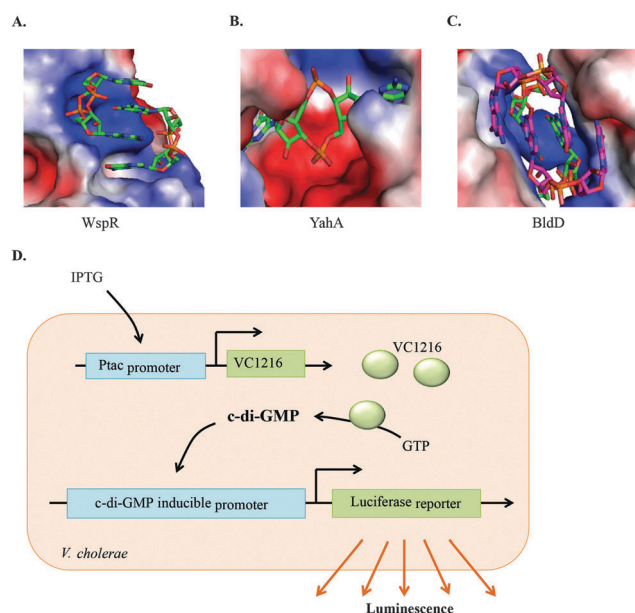 A.
B.
C.
WspR
YahA
BldD
D.
IPTG
Ptac promoter
VC1216
VC1216
c-di-GMP
GTP
c-di-GMP inducible promoter
Luciferase reporter
V. cholerae
Luminescence